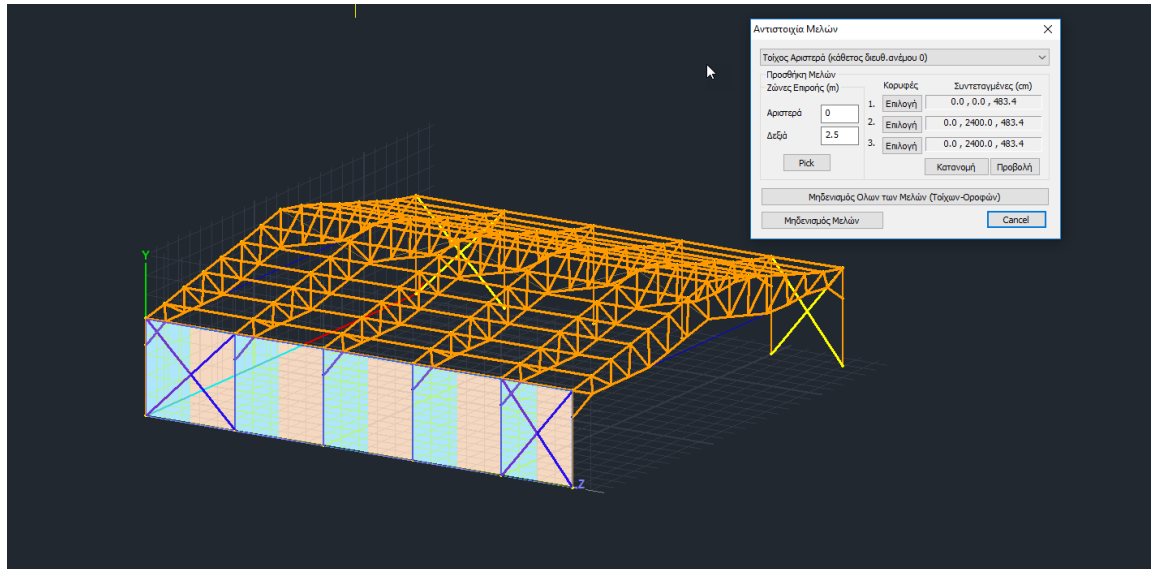 Αντιστοιχία Μελών
Τοίχος Αριστερά (κάθετος διευθ.ανέμου 0)
Προσθήκη Μελών
Ζώνες Επιροής (m)
Κορυφές Συντεταγμένες (cm)
1. Επιλογή 0.0 , 0.0 , 483.4
Αριστερά 0
2. Επιλογή 0.0 , 2400.0 , 483.4
Δεξιά 2.5
3. Επιλογή 0.0 , 2400.0 , 483.4
Pick Κατανομή Προβολή
Μηδενισμός Ολων των Μελών (Τοίχων-Οροφών)
Μηδενισμός Μελών Cancel
Y
Z